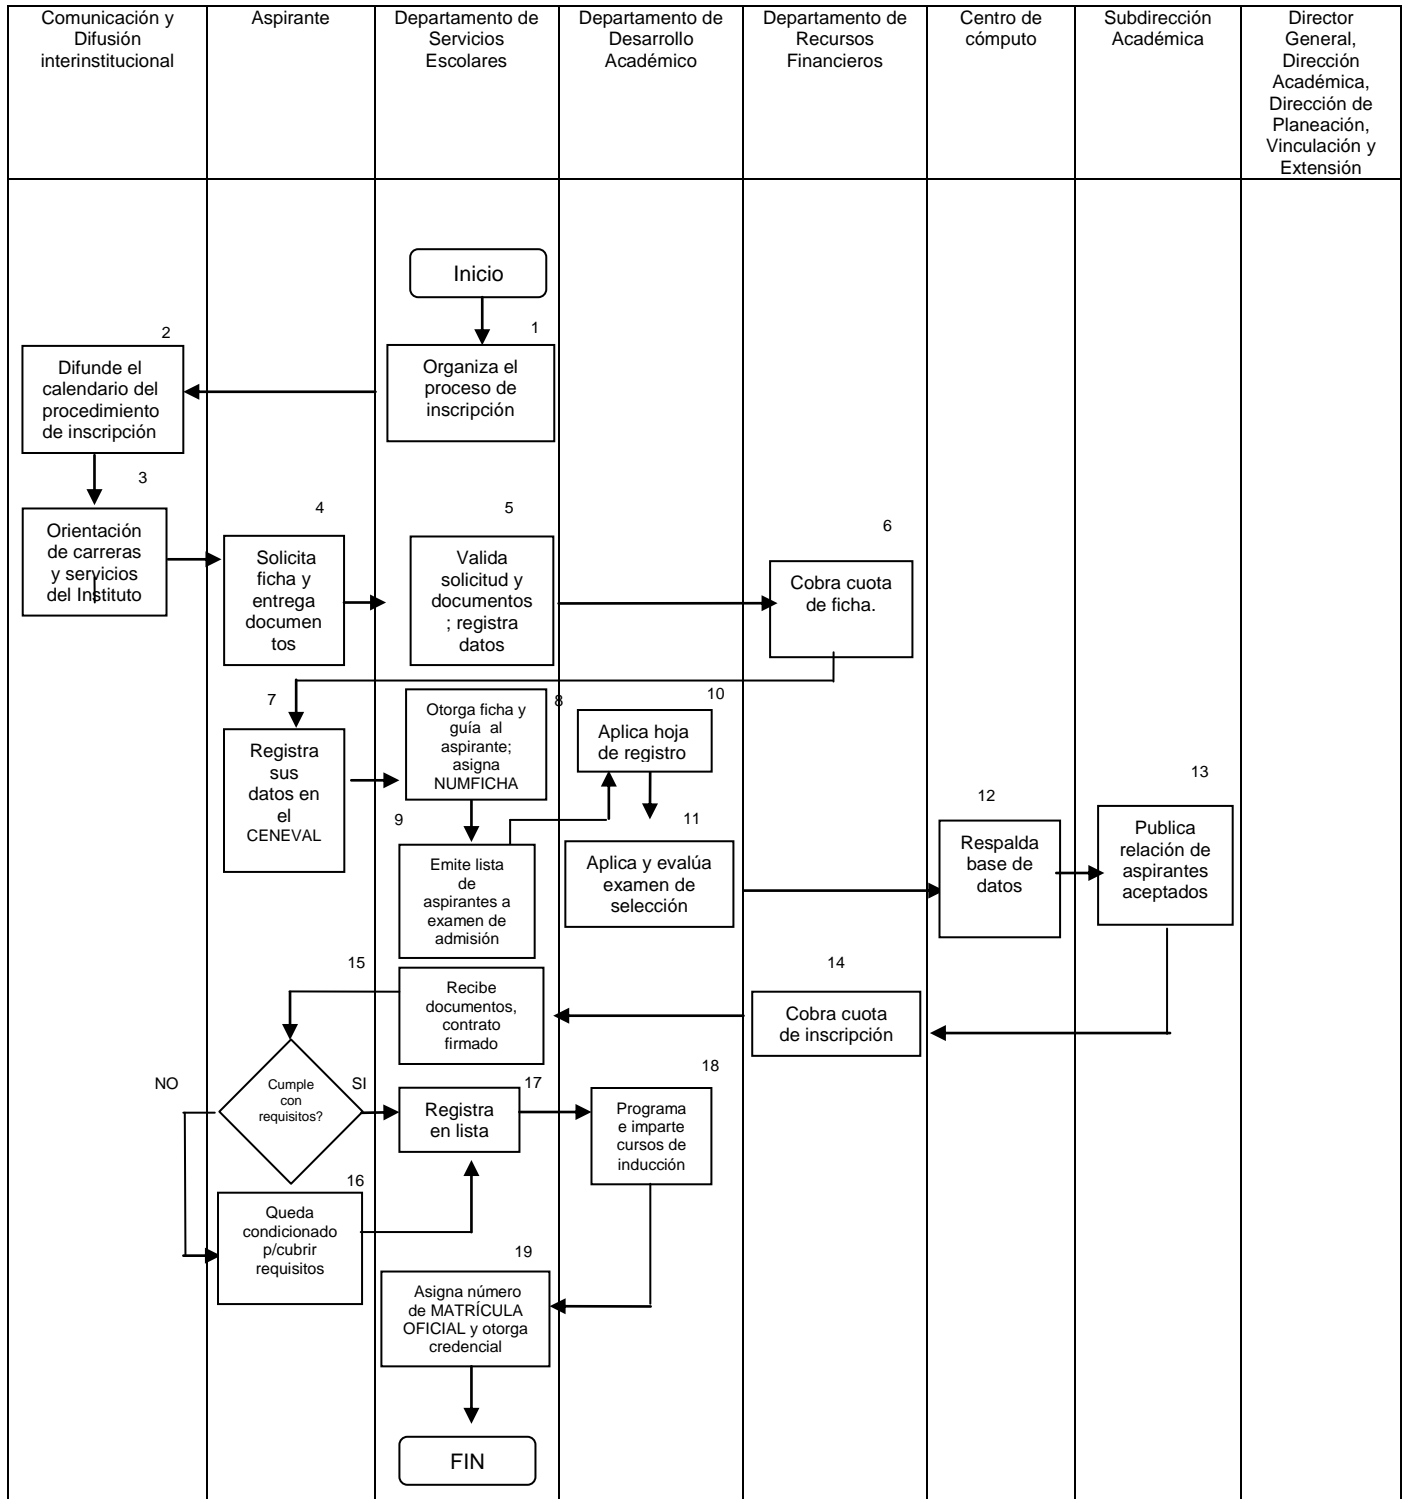 Comunicación y
Difusión
interinstitucional
Aspirante
Departamento de
Servicios
Escolares
Departamento de
Desarrollo
Académico
Departamento de
Recursos
Financieros
Centro de
cómputo
Subdirección
Académica
Director
General,
Dirección
Académica,
Dirección de
Planeación,
Vinculación y
Extensión
Inicio
1
Organiza el
proceso de
inscripción
2
Difunde el
calendario del
procedimiento
de inscripción
3
Orientación
de carreras
y servicios
del Instituto
4
Solicita
ficha y
entrega
documen
tos
5
Valida
solicitud y
documentos
; registra
datos
6
Cobra cuota
de ficha.
7
Registra
sus
datos en
el
CENEVAL
8
Otorga ficha y
guía al
aspirante;
asigna
NUMFICHA
9
Emite lista
de
aspirantes a
examen de
admisión
10
Aplica hoja
de registro
11
Aplica y evalúa
examen de
selección
12
Respalda
base de
datos
13
Publica
relación de
aspirantes
aceptados
14
Cobra cuota
de inscripción
15
Recibe
documentos,
contrato
firmado
NO
Cumple
con
requisitos?
SI
16
Queda
condicionado
p/cubrir
requisitos
17
Registra
en lista
18
Programa
e imparte
cursos de
inducción
19
Asigna número
de MATRÍCULA
OFICIAL y otorga
credencial
FIN